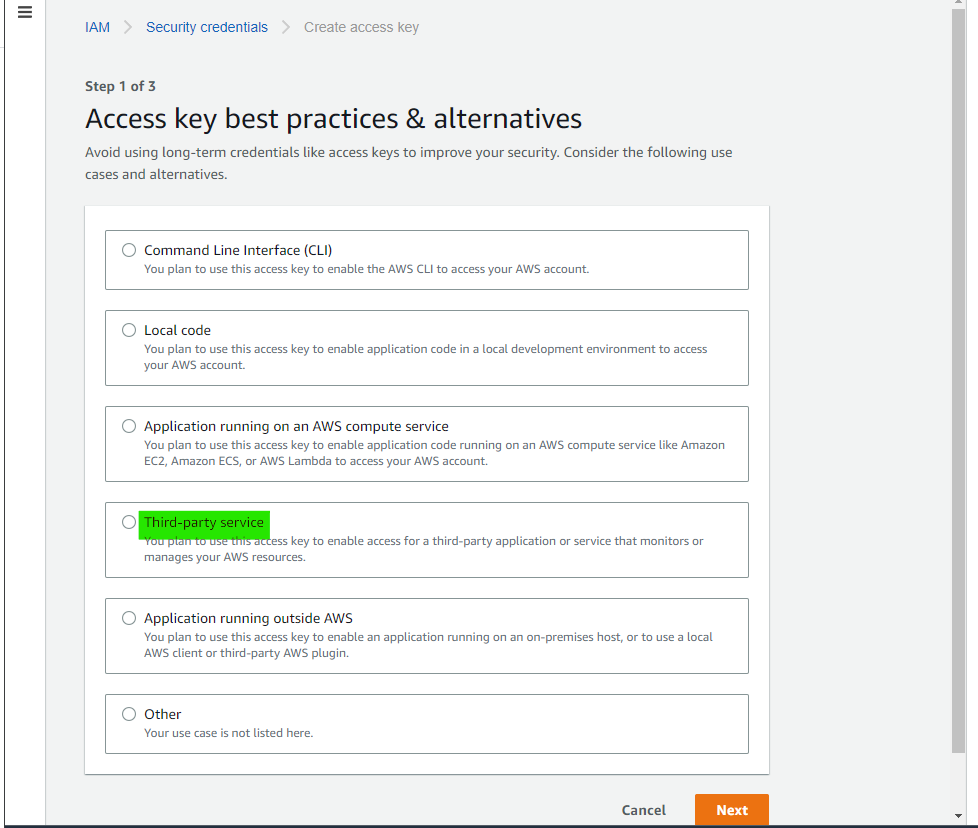 IAM > Security credentials > Create access key
Step 1 of 3
Access key best practices & alternatives
Avoid using long-term credentials like access keys to improve your security. Consider the following use
cases and alternatives.
Command Line Interface (CLI)
You plan to use this access key to enable the AWS CLI to access your AWS account.
Local code
You plan to use this access key to enable application code in a local development environment to access
your AWS account.
Application running on an AWS compute service
You plan to use this access key to enable application code running on an AWS compute service like Amazon
EC2, Amazon ECS, or AWS Lambda to access your AWS account.
Third-party service
You plan to use this access key to enable access for a third-party application or service that monitors or
manages your AWS resources.
Application running outside AWS
You plan to use this access key to enable an application running on an on-premises host, or to use a local
AWS client or third-party AWS plugin.
Other
Your use case is not listed here.
Cancel Next